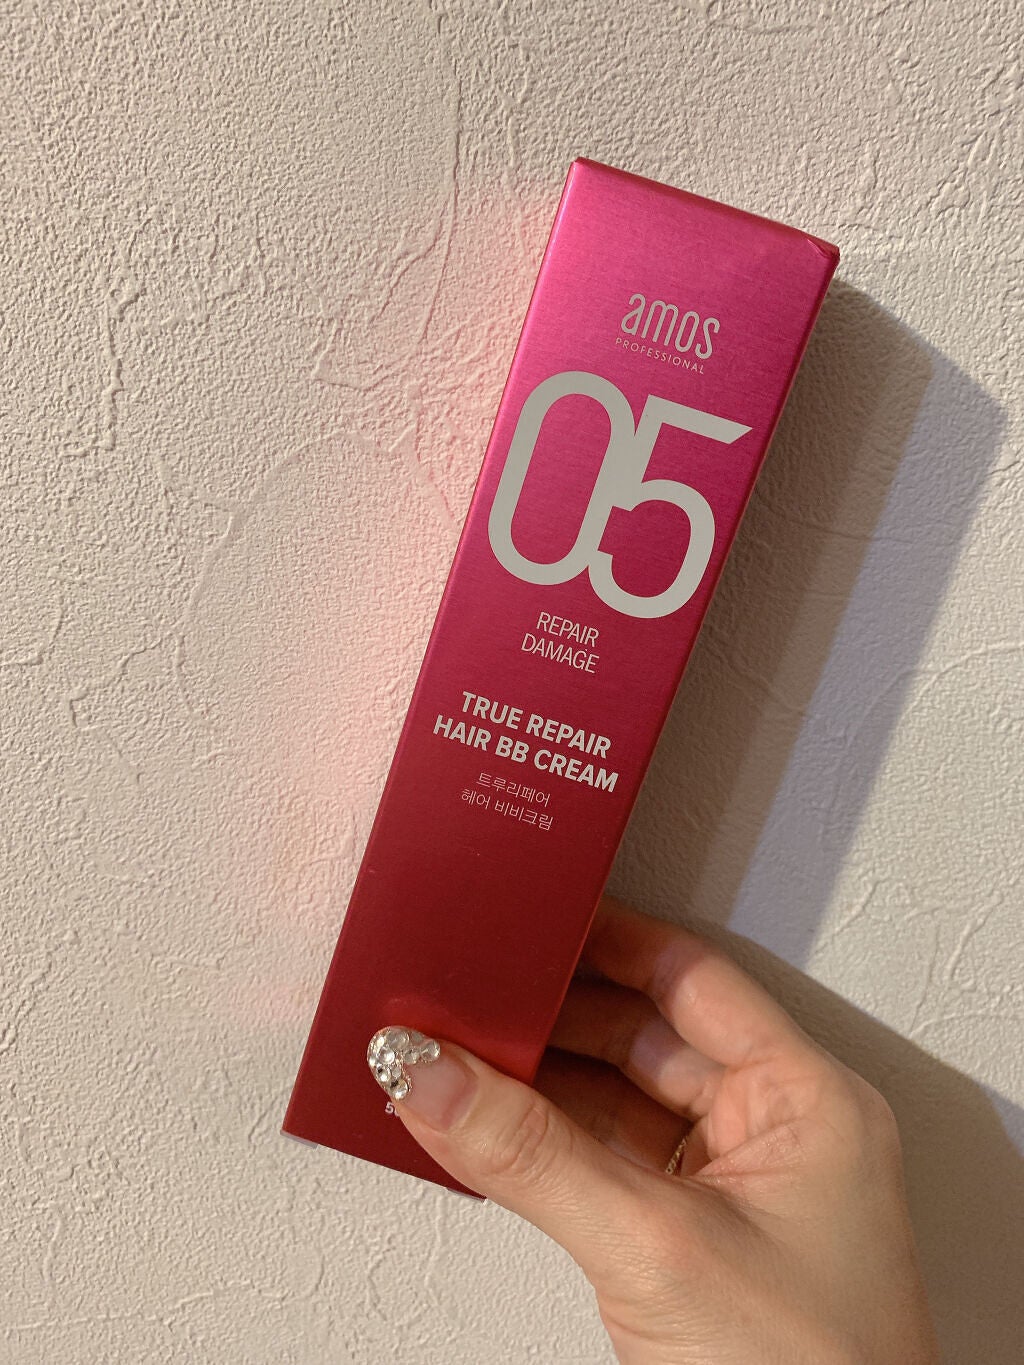 amos
PROFESSIONAL
05
REPAIR
DAMAGE
TRUE REPAIR
HAIR BB CREAM
트루리페어
헤어 비비크림